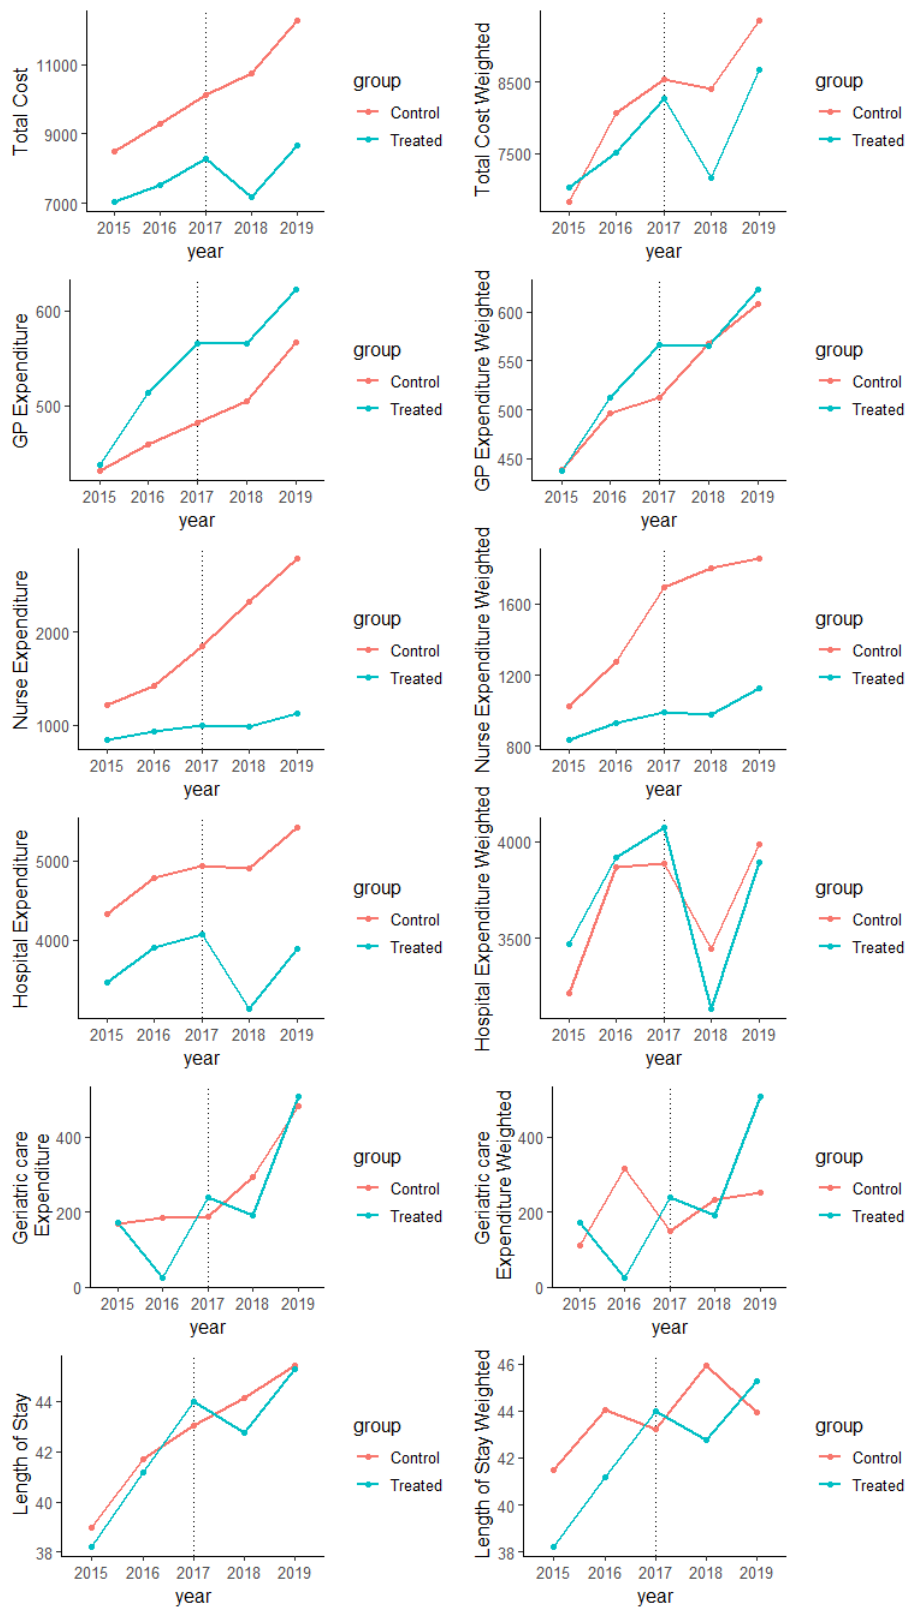 Total Cost
11000
9000
7000
2015 2016 2017 2018 2019
year
group
Control
Treated
Total Cost Weighted
8500
7500
2015 2016 2017 2018 2019
year
group
Control
Treated
GP Expenditure
600
500
2015 2016 2017 2018 2019
year
group
Control
Treated
GP Expenditure Weighted
600
550
500
450
2015 2016 2017 2018 2019
year
group
Control
Treated
Nurse Expenditure
2000
1000
2015 2016 2017 2018 2019
year
group
Control
Treated
Nurse Expenditure Weighted
1600
1200
800
2015 2016 2017 2018 2019
year
group
Control
Treated
Hospital Expenditure
5000
4000
2015 2016 2017 2018 2019
year
group
Control
Treated
Hospital Expenditure Weighted
4000
3500
2015 2016 2017 2018 2019
year
group
Control
Treated
Geriatric care
Expenditure
400
200
0
2015 2016 2017 2018 2019
year
group
Control
Treated
Geriatric care
Expenditure Weighted
400
200
0
2015 2016 2017 2018 2019
year
group
Control
Treated
Length of Stay
44
42
40
38
2015 2016 2017 2018 2019
year
group
Control
Treated
Length of Stay Weighted
46
44
42
40
38
2015 2016 2017 2018 2019
year
group
Control
Treated